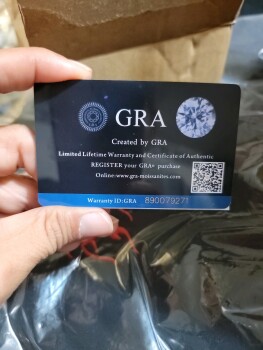 GRA
Created by GRA
Limited Lifetime Warranty and Certificate of Authentic
REGISTER your GRA* purchase
Online:www.gra-moissanites.com
Warranty ID:GRA 890079271